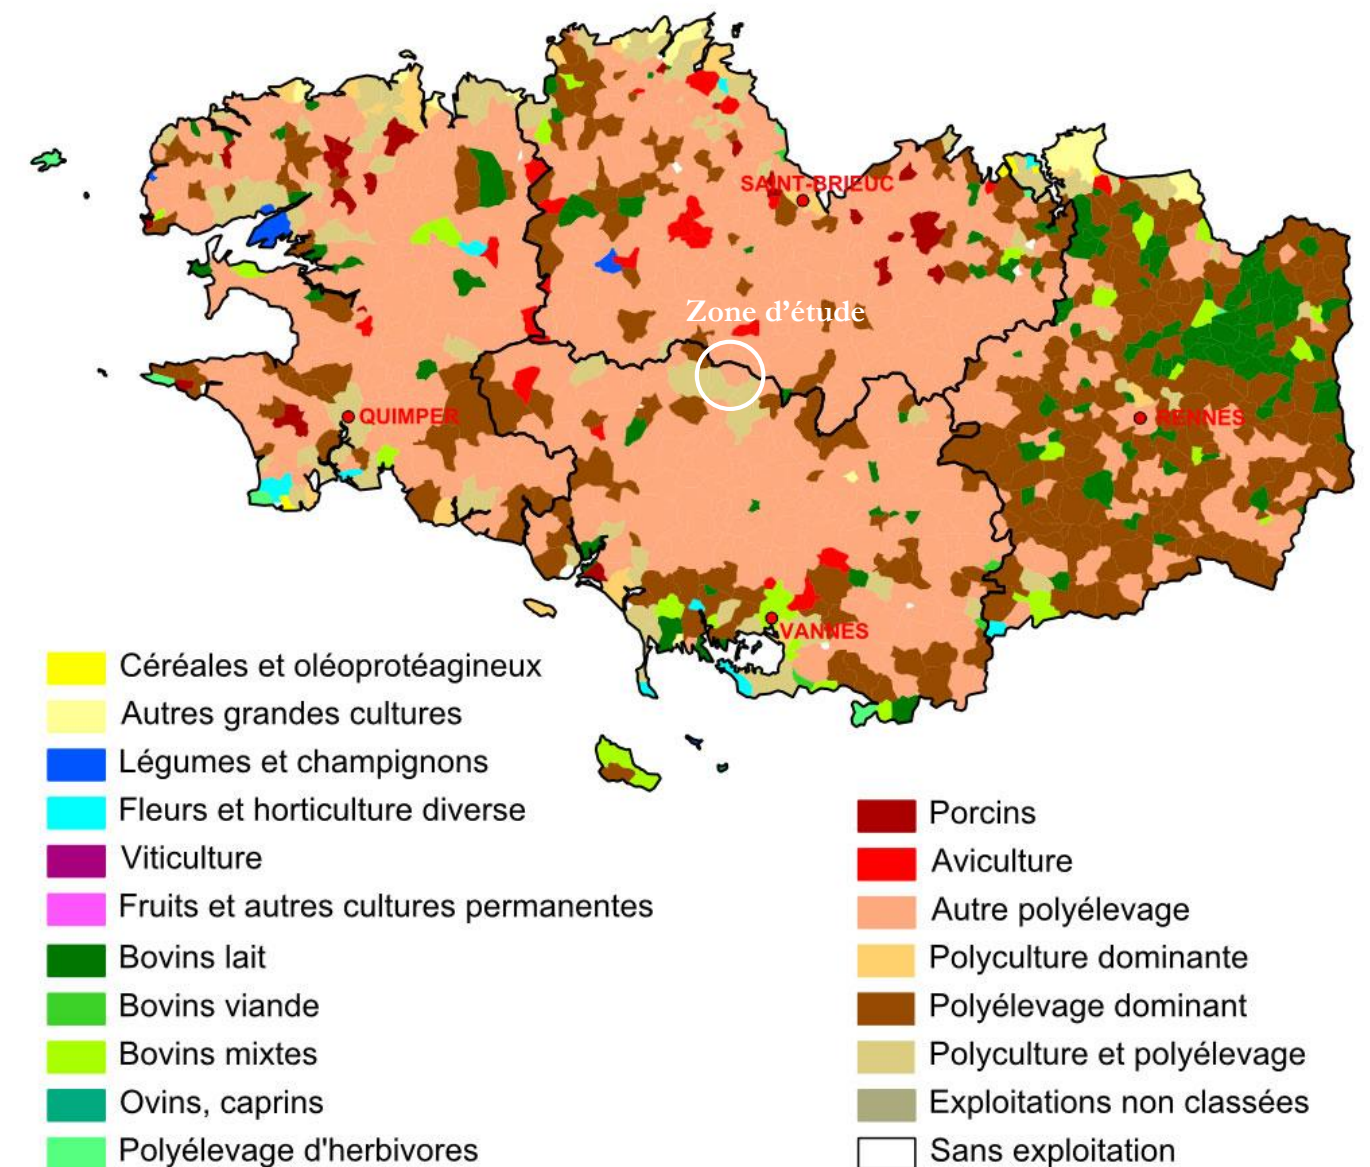 SAINT-BRIEUC
Zone d'étude
QUIMPER
RENNES
VANNES
Céréales et oléoprotéagineux
Autres grandes cultures
Légumes et champignons
Fleurs et horticulture diverse
Viticulture
Fruits et autres cultures permanentes
Bovins lait
Bovins viande
Bovins mixtes
Ovins, caprins
Polyélevage d'herbivores
Porcins
Aviculture
Autre polyélevage
Polyculture dominante
Polyélevage dominant
Polyculture et polyélevage
Exploitations non classées
Sans exploitation